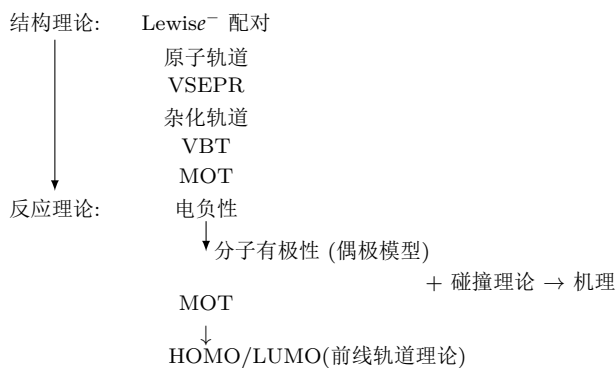 结构理论: Lewise⁻ 配对
原子轨道
VSEPR
杂化轨道
VBT
MOT
反应理论: 电负性
分子有极性 (偶极模型)
+ 碰撞理论 → 机理
MOT
↓
HOMO/LUMO(前线轨道理论)